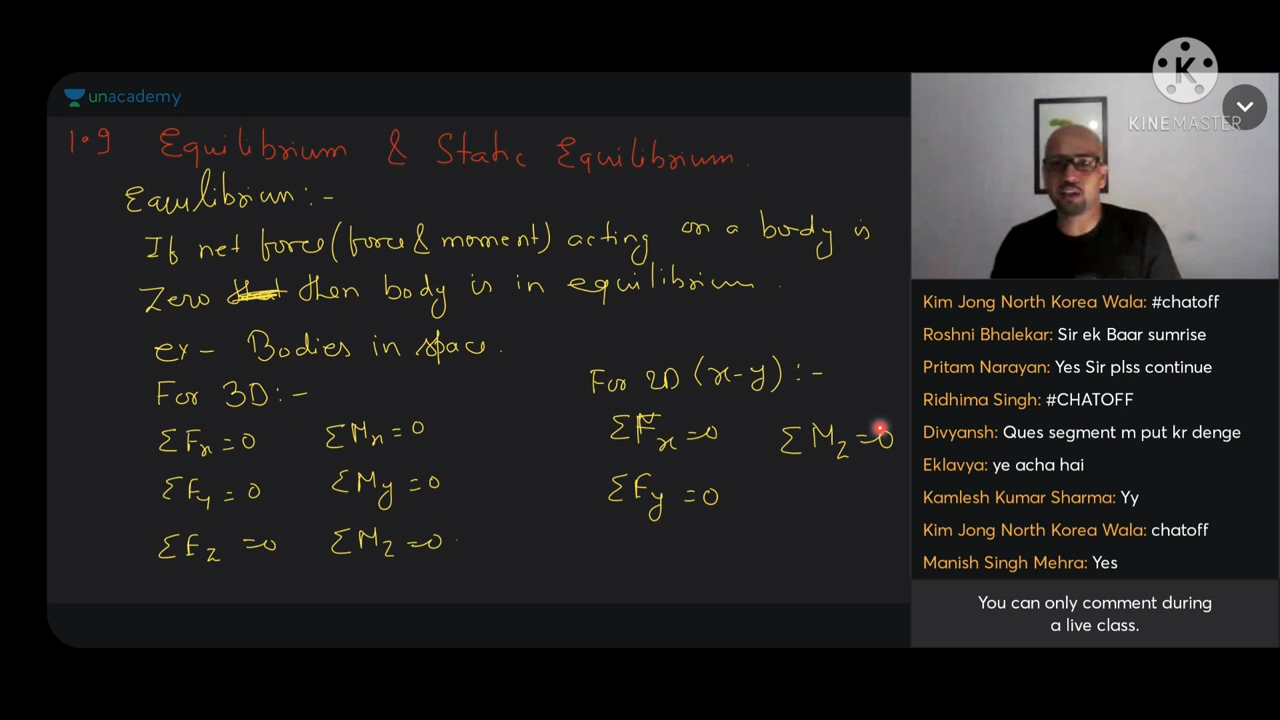 unacademy
1.9 Equilibrium & Static Equilibrium.
Equilibrium:-
If net force (force & moment) acting on a body is
Zero then body is in equilibrium.
ex- Bodies in space.
For 3D:-
ΣFx=0 ΣMx=0
ΣFy=0 ΣMy=0
ΣFz=0 ΣMz=0
For 2D (x-y):-
ΣFx=0 ΣMz=0
ΣFy=0
K
KINEMASTER
Kim Jong North Korea Wala: #chatoff
Roshni Bhalekar: Sir ek Baar sumrise
Pritam Narayan: Yes Sir plss continue
Ridhima Singh: #CHATOFF
Divyansh: Ques segment m put kr denge
Eklavya: ye acha hai
Kamlesh Kumar Sharma: Yy
Kim Jong North Korea Wala: chatoff
Manish Singh Mehra: Yes
You can only comment during
a live class.